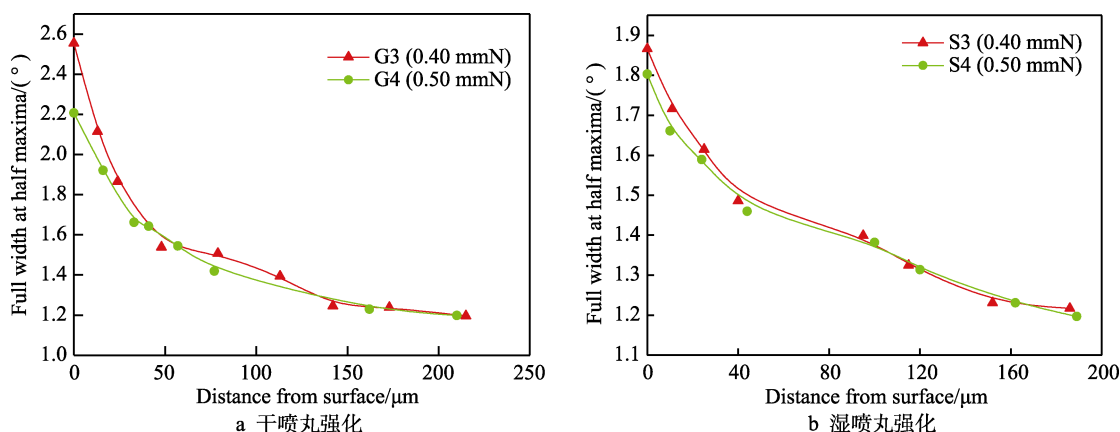 2.6
2.4
2.2
2.0
1.8
1.6
1.4
1.2
1.0
Full width at half maxima/(°)
G3 (0.40 mmN)
G4 (0.50 mmN)
0 50 100 150 200 250
Distance from surface/μm
a 干喷丸强化
1.9
1.8
1.7
1.6
1.5
1.4
1.3
1.2
1.1
Full width at half maxima/(°)
S3 (0.40 mmN)
S4 (0.50 mmN)
0 40 80 120 160 200
Distance from surface/μm
b 湿喷丸强化